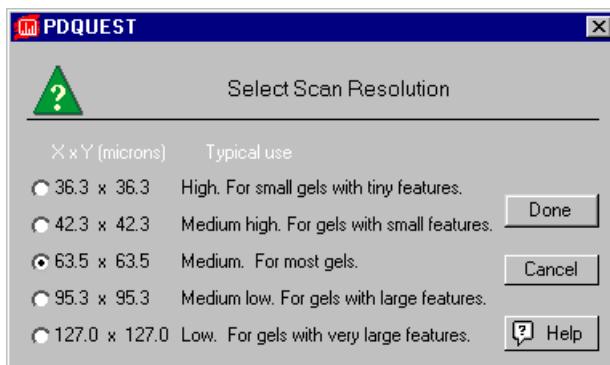 PDQUEST
Select Scan Resolution
X x Y (microns) Typical use
36.3 x 36.3 High. For small gels with tiny features.
42.3 x 42.3 Medium high. For gels with small features.
63.5 x 63.5 Medium. For most gels.
95.3 x 95.3 Medium low. For gels with large features.
127.0 x 127.0 Low. For gels with very large features.
Done
Cancel
Help